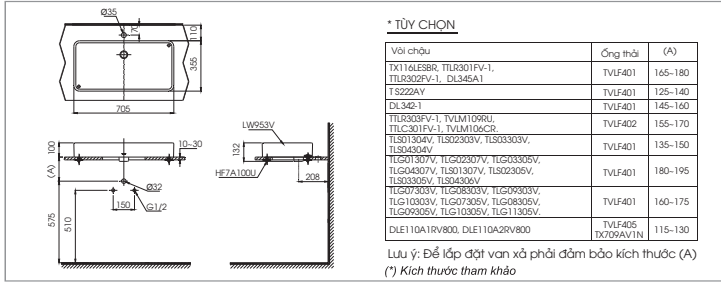 Ø35
70
110
355
705
* TÙY CHỌN
Vòi chậu
Ống thải
(A)
TX116LESBR, TTLR301FV-1,
TTLR302FV-1, DL345A1
TVLF401
165~180
TS222AY
TVLF401
125~140
DL342-1
TVLF401
145~160
TTLR303FV-1, TVLM109RU,
TTLC301FV-1, TVLM106CR.
TVLF402
155~170
TLS01304V, TLS02303V, TLS03303V,
TLS04304V
TVLF401
135~150
TLG01307V, TLG02307V, TLG03305V,
TLG04307V, TLS01307V, TLS02305V,
TLS03305V, TLS04306V
TVLF401
180~195
TLG07303V, TLG08303V, TLG09303V,
TLG10303V, TLG07305V, TLG08305V,
TLG09305V, TLG10305V, TLG11305V.
TVLF401
160~175
DLE110A1RV800, DLE110A2RV800
TVLF405
TX709AV1N
115~130
Lưu ý: Để lắp đặt van xả phải đảm bảo kích thước (A)
(*) Kích thước tham khảo
100
(A)
10~30
Ø32
150
G1/2
575
510
LW953V
132
HF7A100U
208